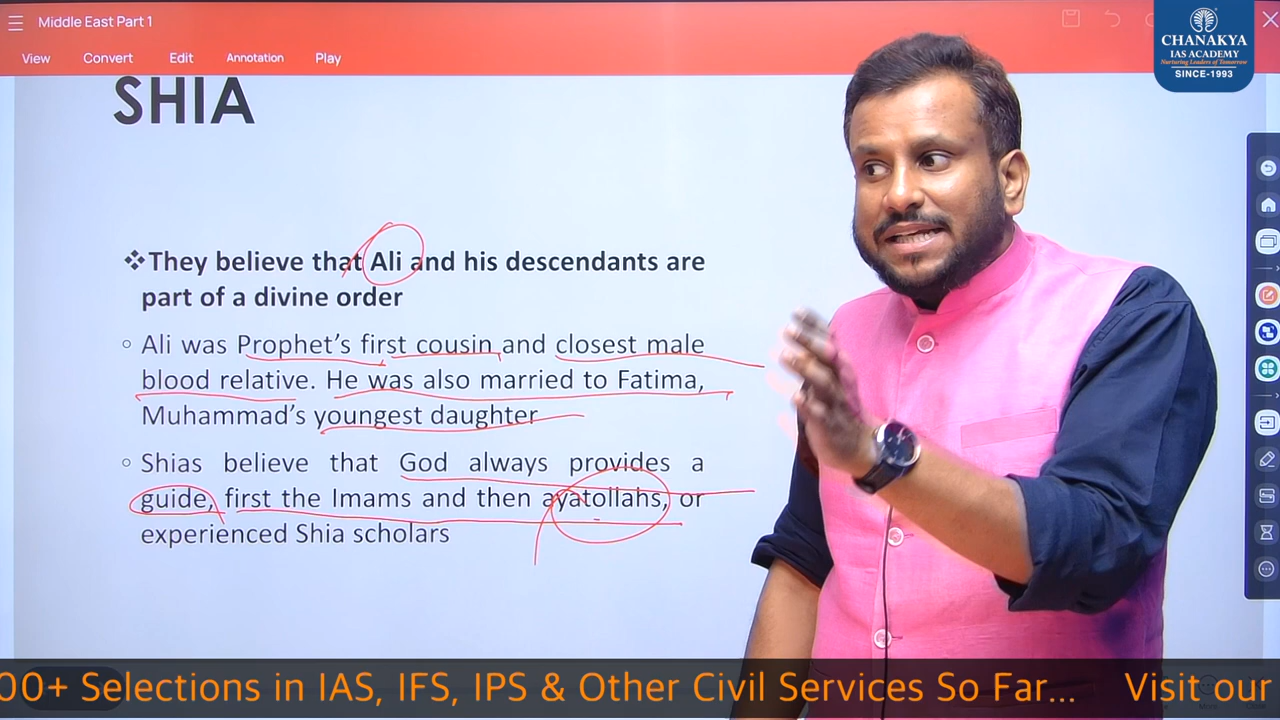 Middle East Part 1
View Convert Edit Annotation Play
CHANAKYA
IAS ACADEMY
Nurturing Leaders of Tomorrow
SINCE-1993
SHIA
❖They believe that Ali and his descendants are
part of a divine order
◦ Ali was Prophet’s first cousin and closest male
blood relative. He was also married to Fatima,
Muhammad’s youngest daughter
◦ Shias believe that God always provides a
guide, first the Imams and then ayatollahs, or
experienced Shia scholars
00+ Selections in IAS, IFS, IPS & Other Civil Services So Far... Visit our